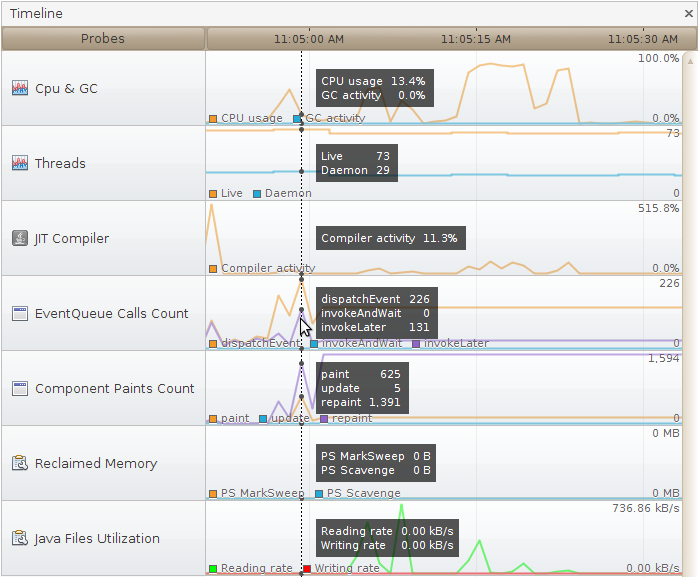 Timeline
Probes 11:05:00 AM 11:05:15 AM 11:05:30 AM
100.0%
Cpu & GC
CPU usage 13.4%
GC activity 0.0%
CPU usage GC activity 0.0%
73
Threads
Live 73
Daemon 29
Live Daemon 0
515.8%
JIT Compiler
Compiler activity 11.3%
Compiler activity 0.0%
226
EventQueue Calls Count
dispatchEvent 226
invokeAndWait 0
invokeLater 131
dispatchEvent invokeAndWait invokeLater 0
1,594
Component Paints Count
paint 625
update 5
repaint 1,391
paint update repaint 0
0 MB
Reclaimed Memory
PS MarkSweep 0 B
PS Scavenge 0 B
PS MarkSweep PS Scavenge 0 MB
736.86 kB/s
Java Files Utilization
Reading rate 0.00 kB/s
Writing rate 0.00 kB/s
Reading rate Writing rate 0.00 kB/s